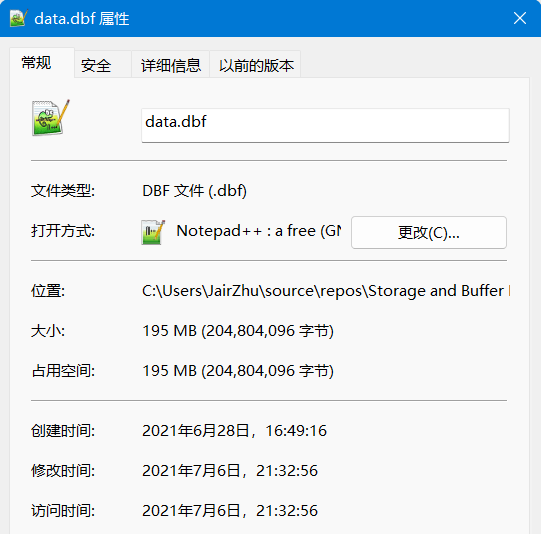 data.dbf 属性
常规 安全 详细信息 以前的版本
data.dbf
文件类型: DBF 文件 (.dbf)
打开方式: Notepad++ : a free (GN 更改(C)...
位置: C:\Users\JairZhu\source\repos\Storage and Buffer
大小: 195 MB (204,804,096 字节)
占用空间: 195 MB (204,804,096 字节)
创建时间: 2021年6月28日，16:49:16
修改时间: 2021年7月6日，21:32:56
访问时间: 2021年7月6日，21:32:56